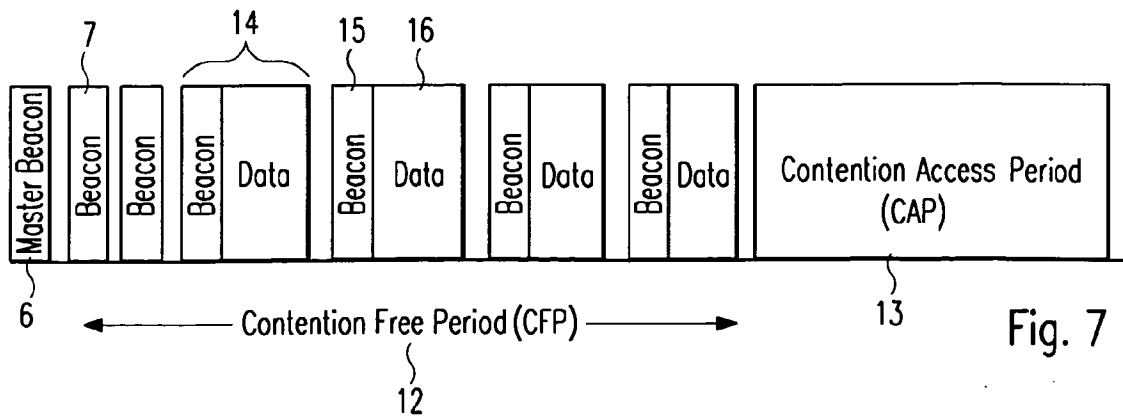 7
14
15
16
Master Beacon
Beacon
Beacon
Beacon
Data
Beacon
Data
Beacon
Data
Beacon
Data
Contention Access Period
(CAP)
6
Contention Free Period (CFP)
12
13
Fig. 7